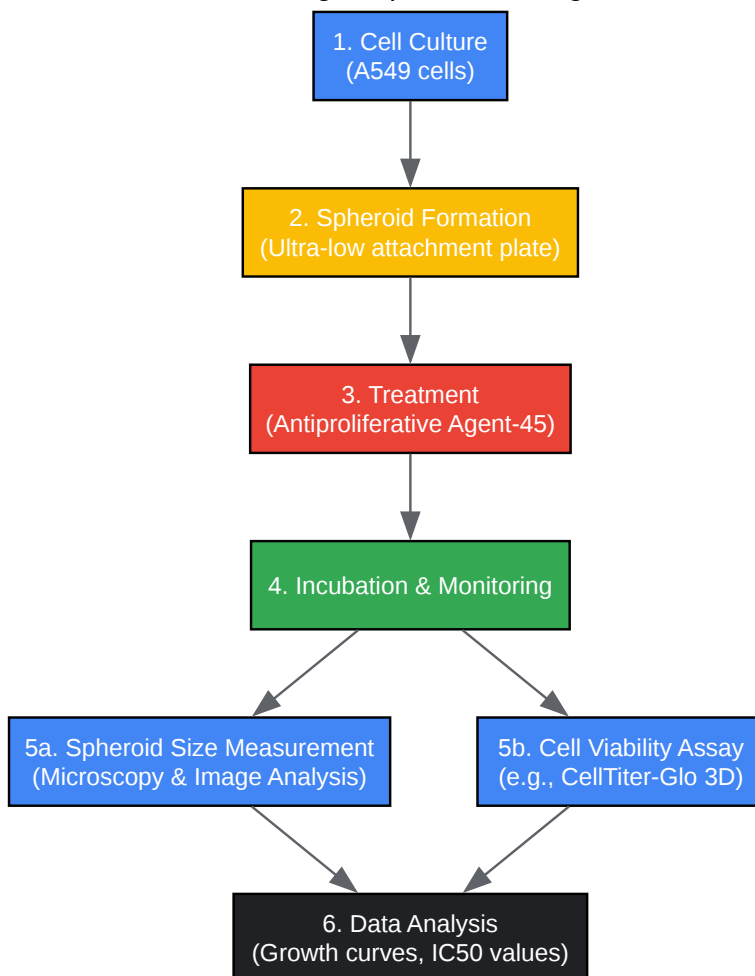 1. Cell Culture
(A549 cells)
2. Spheroid Formation
(Ultra-low attachment plate)
3. Treatment
(Antiproliferative Agent-45)
4. Incubation & Monitoring
5a. Spheroid Size Measurement
(Microscopy & Image Analysis)
5b. Cell Viability Assay
(e.g., CellTiter-Glo 3D)
6. Data Analysis
(Growth curves, IC50 values)